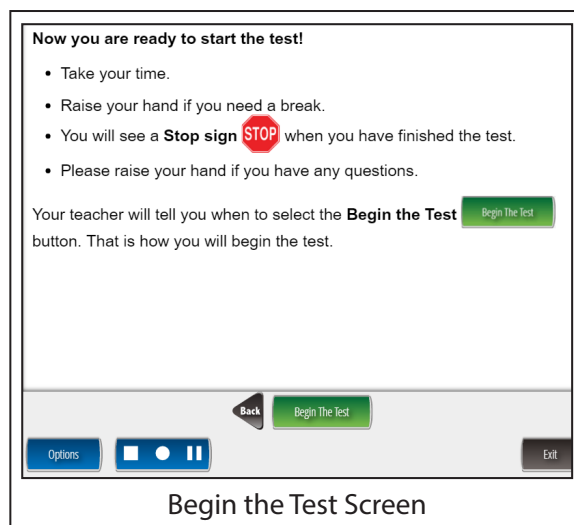 Now you are ready to start the test!
• Take your time.
• Raise your hand if you need a break.
• You will see a Stop sign STOP when you have finished the test.
• Please raise your hand if you have any questions.
Your teacher will tell you when to select the Begin the Test Begin The Test
button. That is how you will begin the test.
Back Begin The Test
Options Exit
Begin the Test Screen